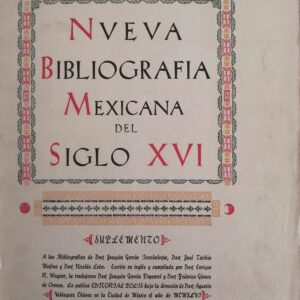 NVEVA
BIBLIOGRAFIA
MEXICANA
DEL
SIGLO XVI
SUPLEMENTO
A las Bibliografías de Don Joaquín García Icazbalceta, Don José Toribio
Medina y Don Nicolás León. Escrita en inglés y compilada por Don Enrique
R. Wagner, la tradujeron Don Joaquín García Pimentel y Don Federico Gómez
de Orozco. La publica EDITORIAL POLIS bajo la dirección de Don Agustín
Velázquez Chávez en la Ciudad de México el año de MCMXLVI